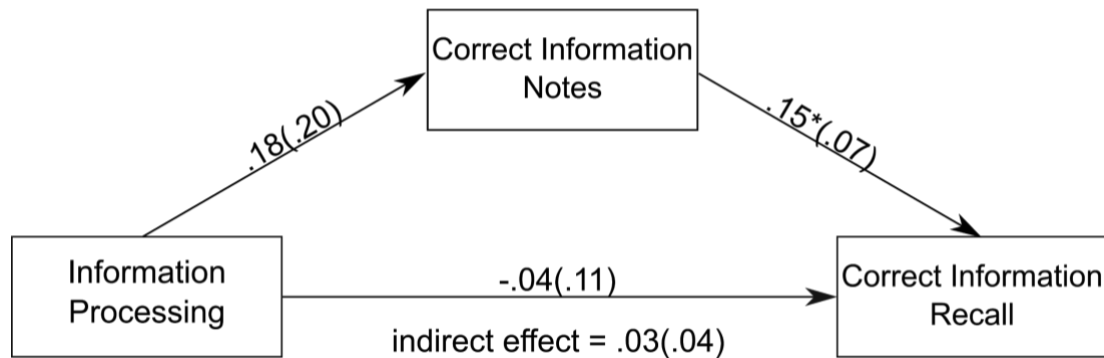 Correct Information
Notes
.18(.20)
.15*(.07)
Information
Processing
-.04(.11)
indirect effect = .03(.04)
Correct Information
Recall